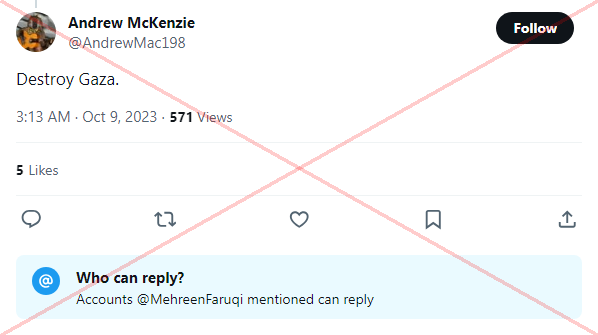 Andrew McKenzie
Follow
@AndrewMac198
Destroy Gaza.
3:13 AM · Oct 9, 2023 · 571 Views
5 Likes
@
Who can reply?
Accounts @MehreenFaruqi mentioned can reply